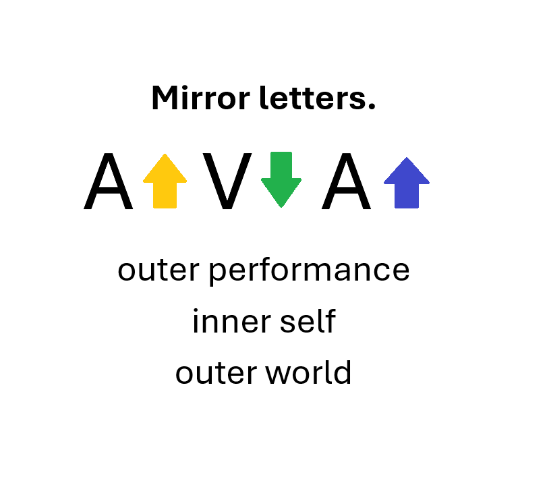 Mirror letters.
A V A
outer performance
inner self
outer world